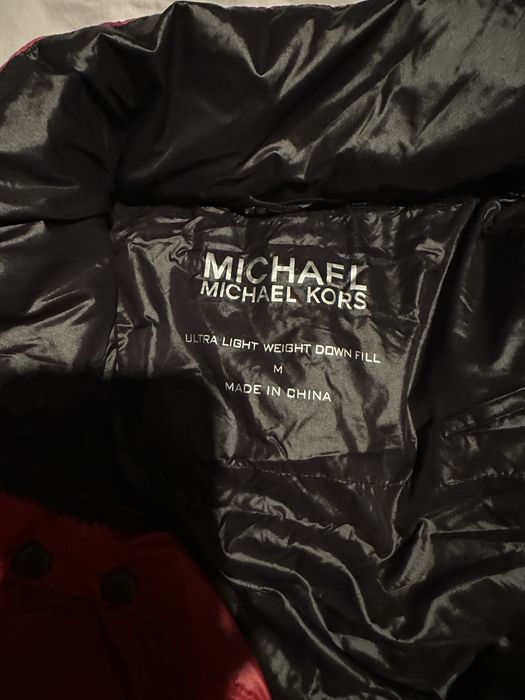 MICHAEL
MICHAEL KORS
ULTRA LIGHT WEIGHT DOWN FILL
M
MADE IN CHINA